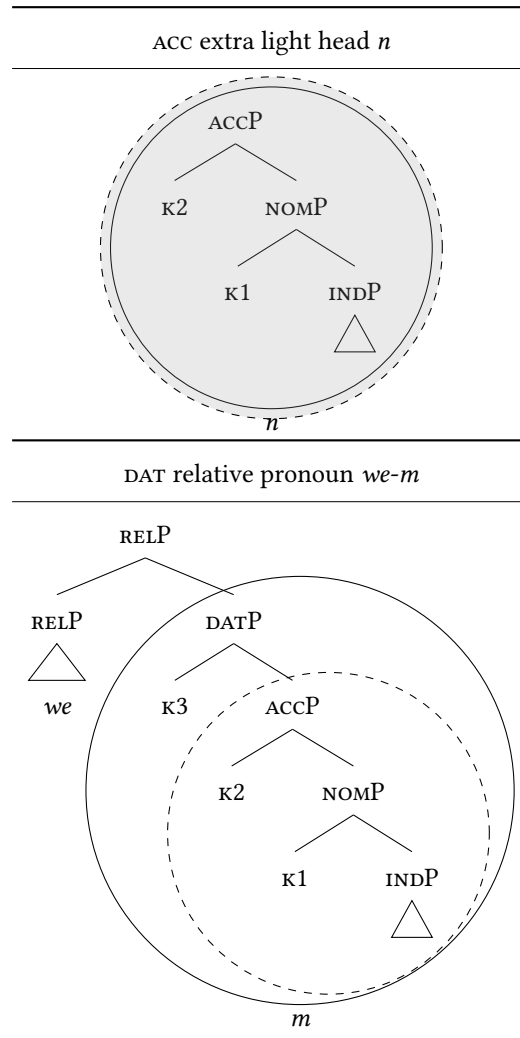 ACC extra light head n
ACCP
K2 NOMP
K1 INDP
n
DAT relative pronoun we-m
RELP
RELP DATP
we K3 ACCP
K2 NOMP
K1 INDP
m